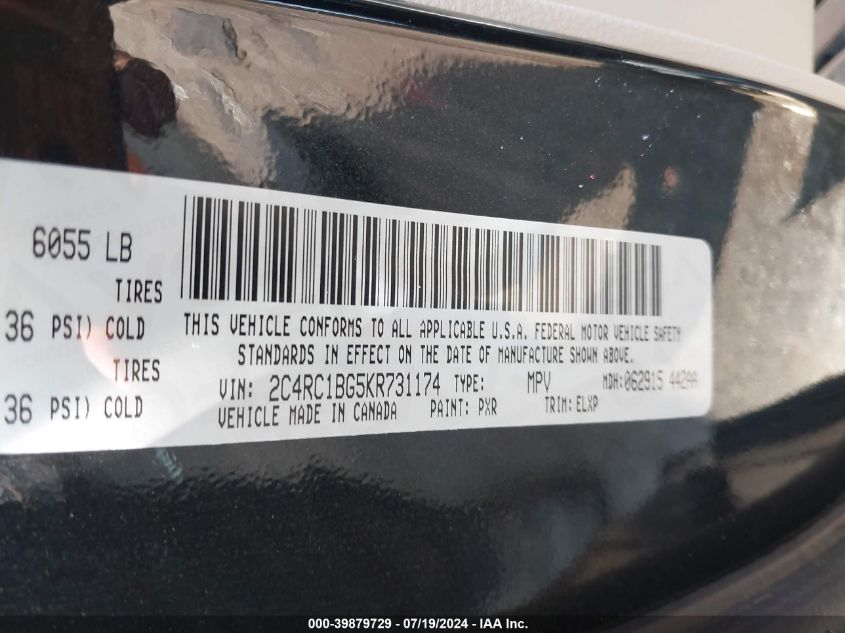 6055 LB
TIRES
36 PSI) COLD
TIRES
36 PSI) COLD
THIS VEHICLE CONFORMS TO ALL APPLICABLE U.S.A. FEDERAL MOTOR VEHICLE SAFETY
STANDARDS IN EFFECT ON THE DATE OF MANUFACTURE SHOWN ABOVE.
VIN: 2C4RC1BG5KR731174 TYPE: MPV MDH:062915 442AA
VEHICLE MADE IN CANADA PAINT: PXR TRIM: ELXP
000-39879729 - 07/19/2024 - IAA Inc.